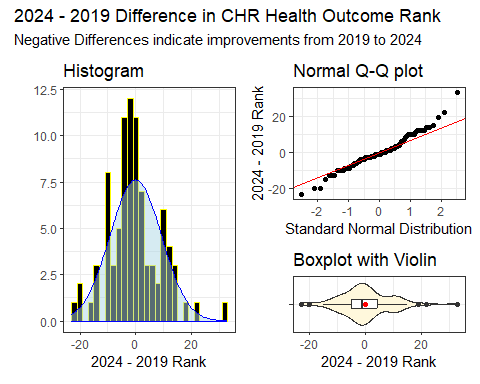 2024 - 2019 Difference in CHR Health Outcome Rank
Negative Differences indicate improvements from 2019 to 2024
Histogram
12.5
10.0
7.5
5.0
2.5
0.0
-20 0 20
2024 - 2019 Rank
Normal Q-Q plot
2024 - 2019 Rank
20
0
-20
-2 -1 0 1 2
Standard Normal Distribution
Boxplot with Violin
-20 0 20
2024 - 2019 Rank